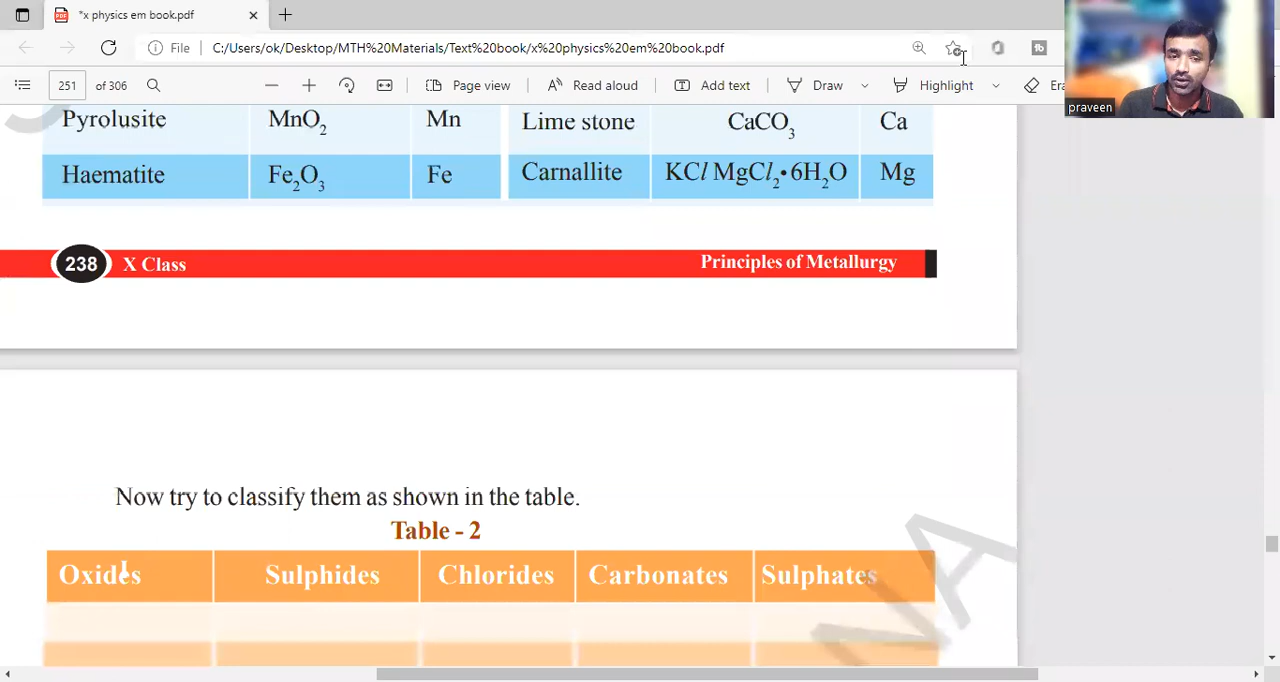 *x physics em book.pdf
File C:/Users/ok/Desktop/MTH%20Materials/Text%20book/x%20physics%20em%20book.pdf
251 of 306 Page view Read aloud Add text Draw Highlight
praveen
Pyrolusite MnO₂ Mn Lime stone CaCO₃ Ca
Haematite Fe₂O₃ Fe Carnallite KCl MgCl₂•6H₂O Mg
238 X Class Principles of Metallurgy
Now try to classify them as shown in the table.
Table - 2
Oxides Sulphides Chlorides Carbonates Sulphates